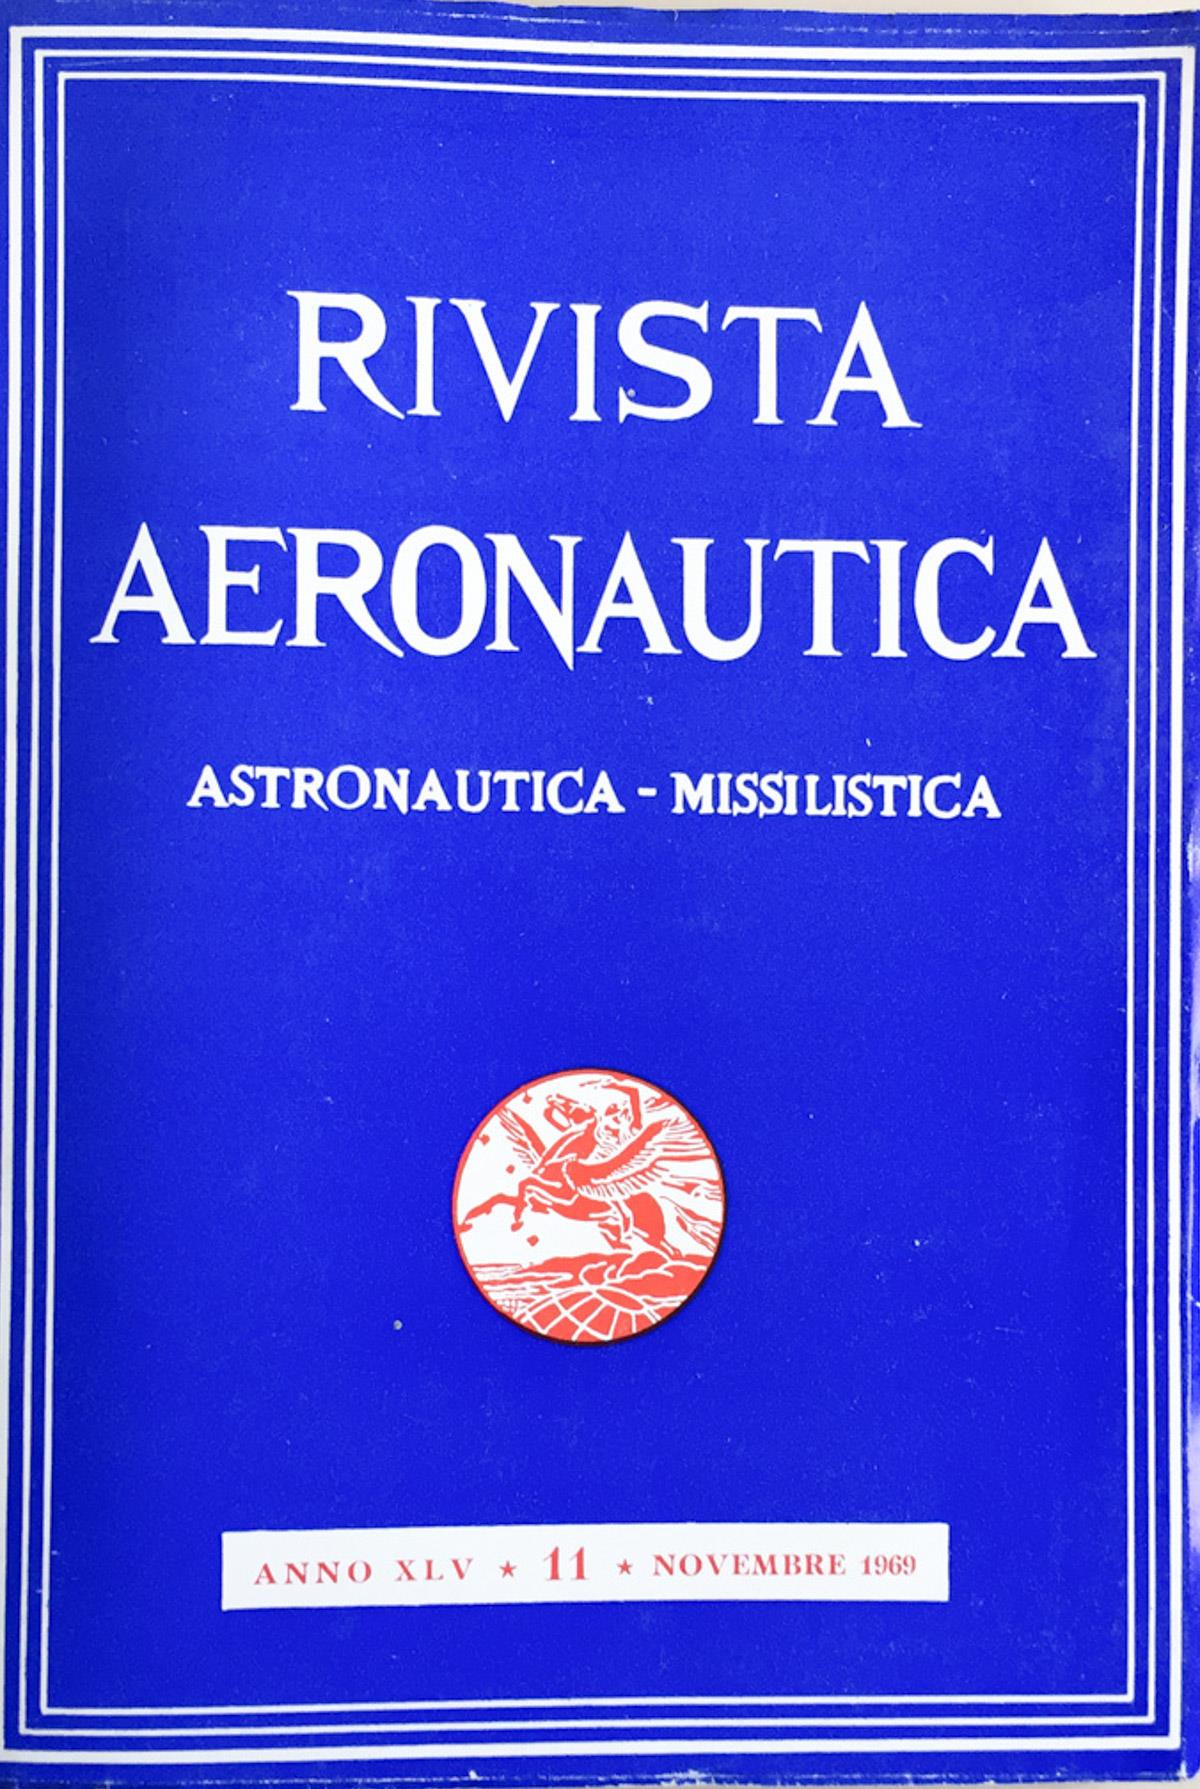 RIVISTA
AERONAUTICA
ASTRONAUTICA - MISSILISTICA
ANNO XLV ★ 11 ★ NOVEMBRE 1969